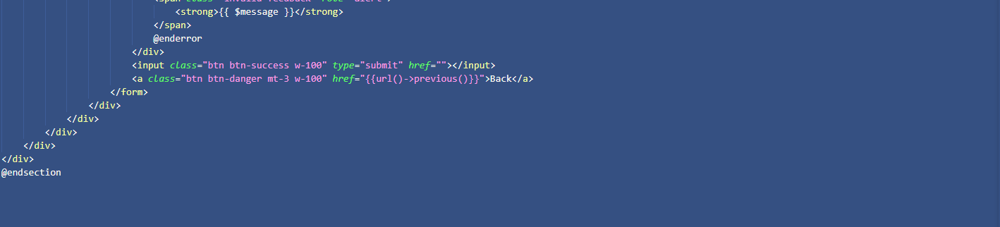 <span class="invalid-feedback" role="alert">
<strong>{{ $message }}</strong>
</span>
@enderror
</div>
<input class="btn btn-success w-100" type="submit" href=""></input>
<a class="btn btn-danger mt-3 w-100" href="{{url()->previous()}}">Back</a>
</form>
</div>
</div>
</div>
</div>
</div>
@endsection